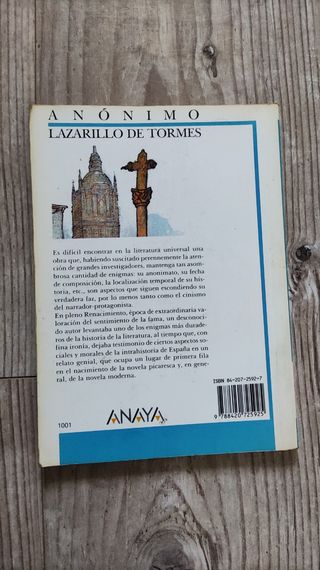 ANÓNIMO
LAZARILLO DE TORMES
Es difícil encontrar en la literatura universal una
obra que, habiendo suscitado perennemente la aten-
ción de grandes investigadores, mantenga tan asom-
brosa cantidad de enigmas: su anonimato, su fecha
de composición, la localización temporal de su his-
toria, etc., son aspectos que siguen escondiendo su
verdadera faz, por lo menos tanto como el cinismo
del narrador-protagonista.
En pleno Renacimiento, época de extraordinaria va-
loración del sentimiento de la fama, un desconoci-
do autor levantaba uno de los enigmas más durade-
ros de la historia de la literatura, al tiempo que, con
fina ironía, dejaba testimonio de ciertos aspectos so-
ciales y morales de la intrahistoria de España en un
relato genial, que ocupa un lugar de primera fila
en el nacimiento de la novela picaresca y, en gene-
ral, de la novela moderna.
ISBN 84-207-2592-7
9 788420 725925
ANAYA
1001